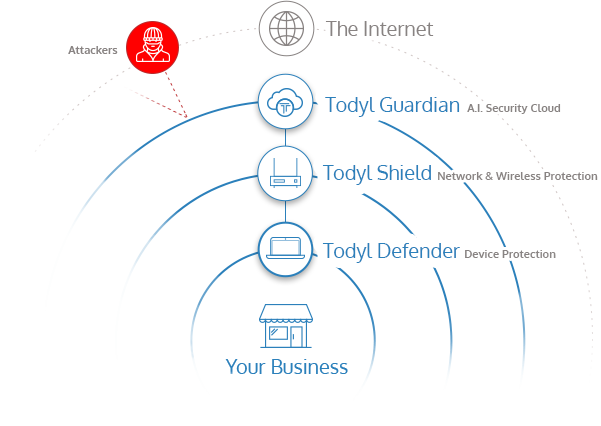 The Internet
Attackers
Todyl Guardian A.I. Security Cloud
Todyl Shield Network & Wireless Protection
Todyl Defender Device Protection
Your Business